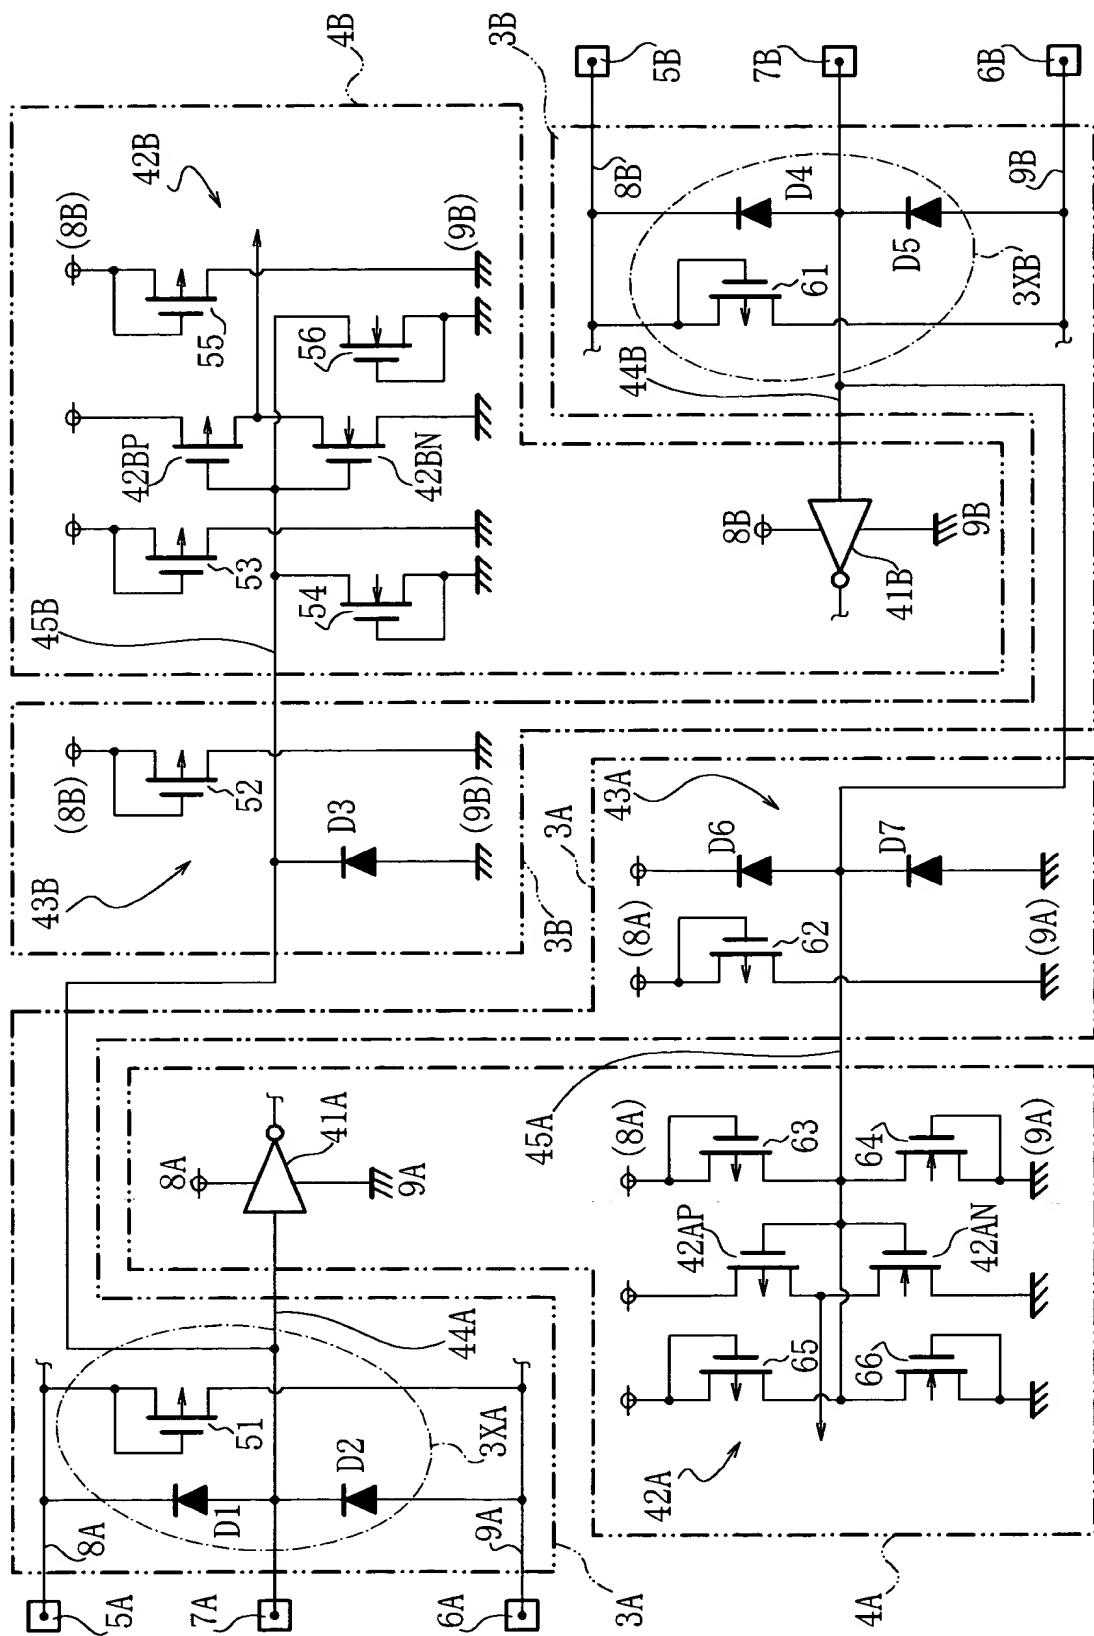 4B
3B
42B
(8B)
(9B)
5B
7B
6B
8B
9B
D4
D5
3XB
61
55
56
42BP
42BN
44B
53
54
45B
8B
9B
41B
(8B)
52
D3
(9B)
43B
3B
3A
43A
D6
D7
(8A)
62
(9A)
8A
41A
9A
45A
(8A)
63
64
(9A)
42AP
42AN
44A
65
66
51
3XA
42A
D1
D2
8A
9A
5A
7A
6A
3A
4A